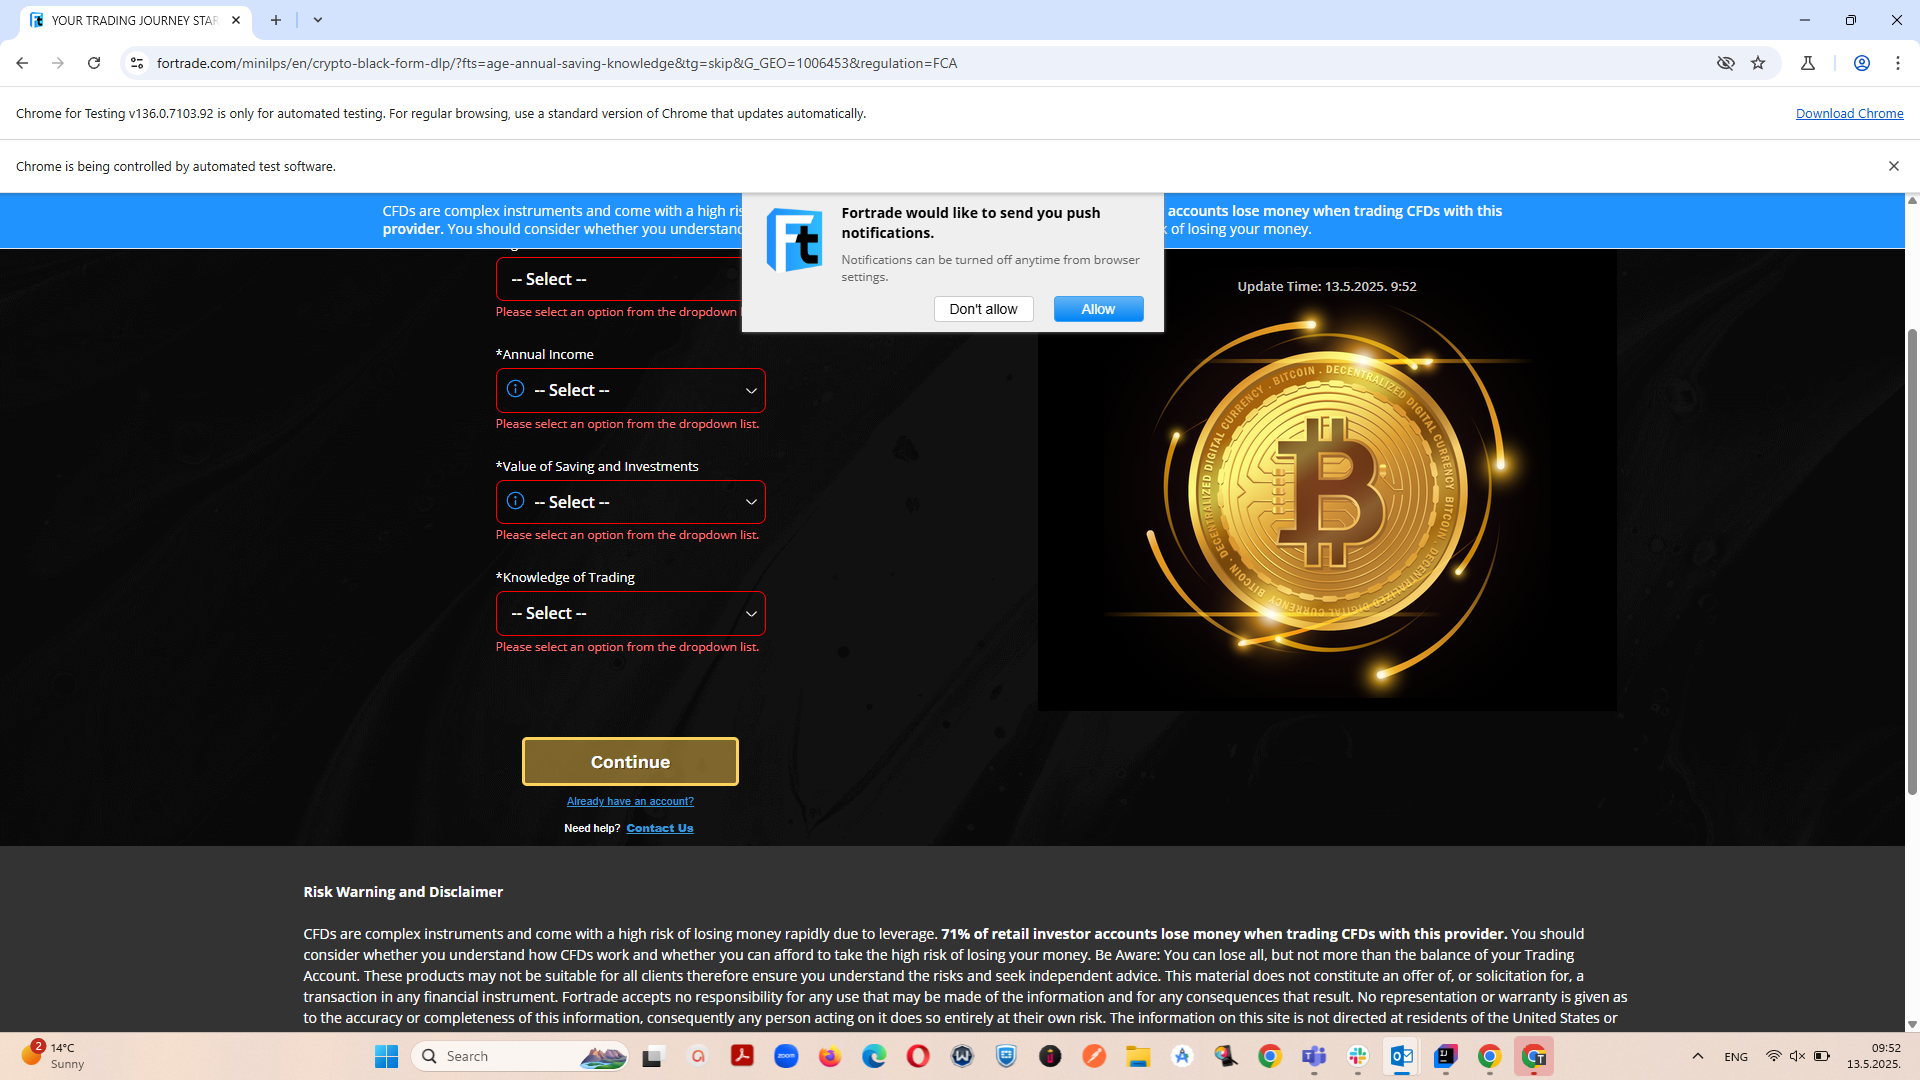 YOUR TRADING JOURNEY STAR
fortrade.com/minilps/en/crypto-black-form-dlp/?fts=age-annual-saving-knowledge&tg=skip&G_GEO=1006453&regulation=FCA
Chrome for Testing v136.0.7103.92 is only for automated testing. For regular browsing, use a standard version of Chrome that updates automatically.
Download Chrome
Chrome is being controlled by automated test software.
CFDs are complex instruments and come with a high ris
accounts lose money when trading CFDs with this
provider. You should consider whether you understand
k of losing your money.
Fortrade would like to send you push
notifications.
Notifications can be turned off anytime from browser
settings.
Don't allow
Allow
Ft
-- Select --
Please select an option from the dropdown
*Annual Income
-- Select --
Please select an option from the dropdown list.
*Value of Saving and Investments
-- Select --
Please select an option from the dropdown list.
*Knowledge of Trading
-- Select --
Please select an option from the dropdown list.
Continue
Already have an account?
Need help? Contact Us
Update Time: 13.5.2025. 9:52
BITCOIN . DECENTRALIZED DIGITAL CURRENCY
BITCOIN . DECENTRALIZED DIGITAL CURRENCY
BITCOIN . DECENTRALIZED DIGITAL CURRENCY
Risk Warning and Disclaimer
CFDs are complex instruments and come with a high risk of losing money rapidly due to leverage. 71% of retail investor accounts lose money when trading CFDs with this provider. You should
consider whether you understand how CFDs work and whether you can afford to take the high risk of losing your money. Be Aware: You can lose all, but not more than the balance of your Trading
Account. These products may not be suitable for all clients therefore ensure you understand the risks and seek independent advice. This material does not constitute an offer of, or solicitation for, a
transaction in any financial instrument. Fortrade accepts no responsibility for any use that may be made of the information and for any consequences that result. No representation or warranty is given as
to the accuracy or completeness of this information, consequently any person acting on it does so entirely at their own risk. The information on this site is not directed at residents of the United States or
2
14°C
Sunny
Search
zoom
ENG
09:52
13.5.2025.